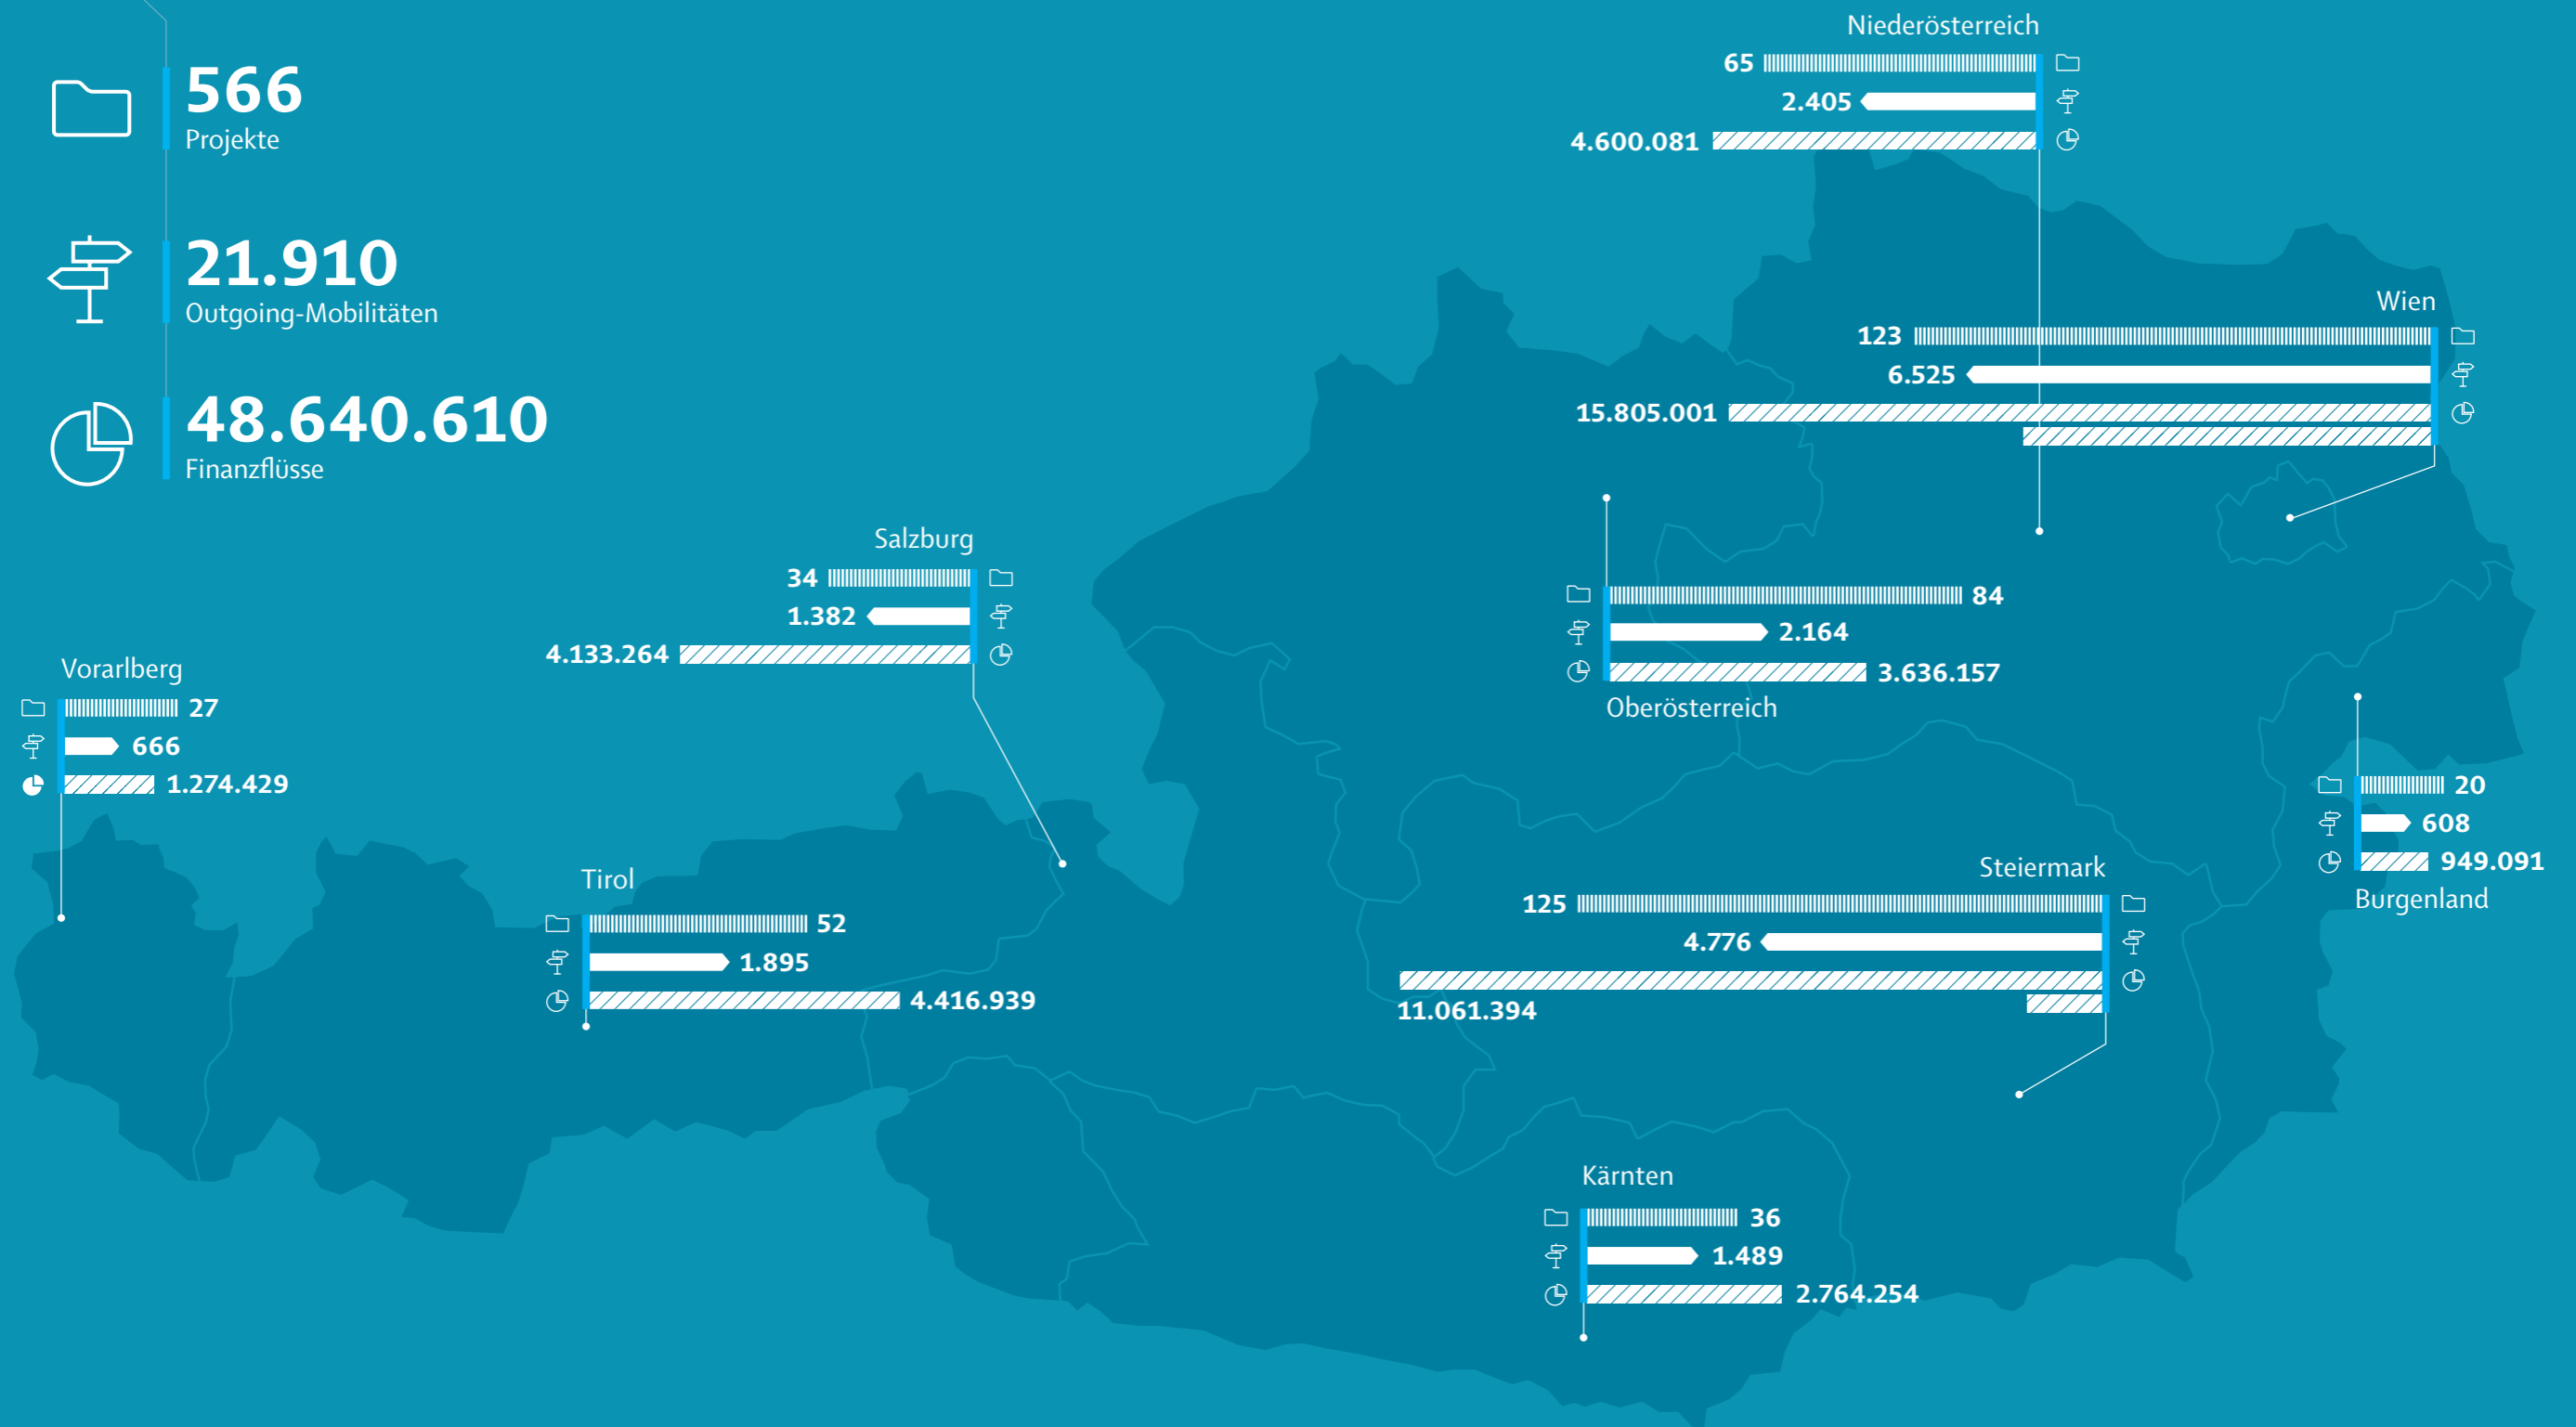 566
Projekte
21.910
Outgoing-Mobilitäten
48.640.610
Finanzflüsse
Niederösterreich
65
2.405
4.600.081
Wien
123
6.525
15.805.001
Salzburg
34
1.382
4.133.264
84
2.164
3.636.157
Oberösterreich
Vorarlberg
27
666
1.274.429
20
608
949.091
Burgenland
Tirol
52
1.895
4.416.939
Steiermark
125
4.776
11.061.394
Kärnten
36
1.489
2.764.254